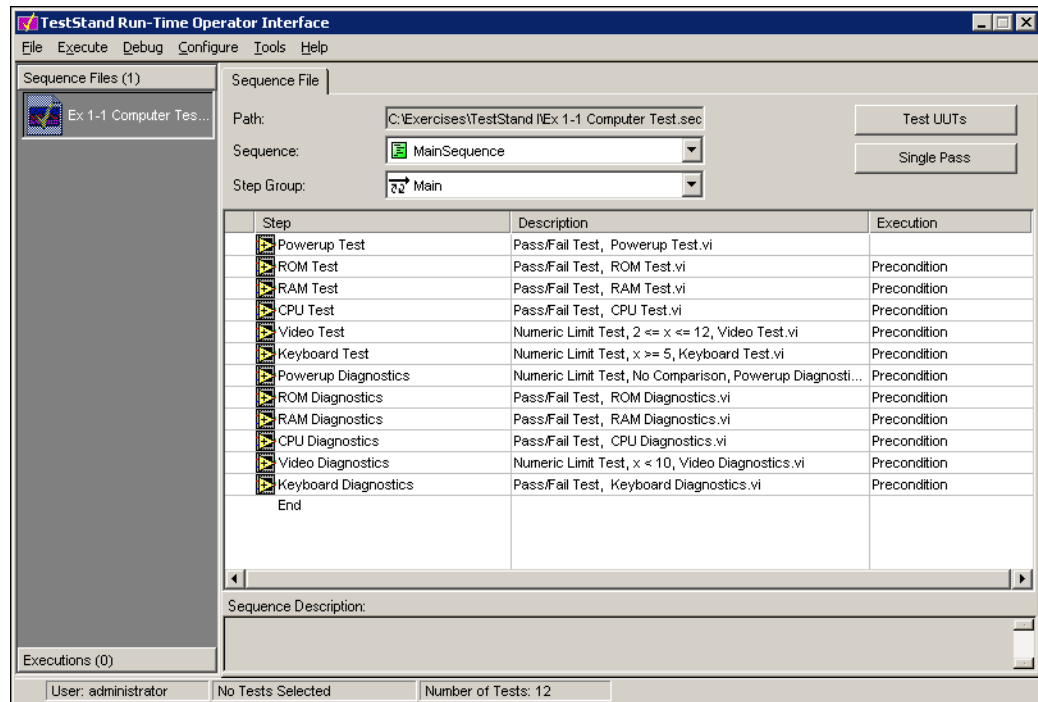 TestStand Run-Time Operator Interface
File Execute Debug Configure Tools Help
Sequence Files (1)
Ex 1-1 Computer Tes...
Sequence File
Path: C:\Exercises\TestStand I\Ex 1-1 Computer Test.sec
Test UUTs
Sequence: MainSequence
Single Pass
Step Group: Main
Step Description Execution
Powerup Test Pass/Fail Test, Powerup Test.vi
ROM Test Pass/Fail Test, ROM Test.vi Precondition
RAM Test Pass/Fail Test, RAM Test.vi Precondition
CPU Test Pass/Fail Test, CPU Test.vi Precondition
Video Test Numeric Limit Test, 2 <= x <= 12, Video Test.vi Precondition
Keyboard Test Numeric Limit Test, x >= 5, Keyboard Test.vi Precondition
Powerup Diagnostics Numeric Limit Test, No Comparison, Powerup Diagnosti... Precondition
ROM Diagnostics Pass/Fail Test, ROM Diagnostics.vi Precondition
RAM Diagnostics Pass/Fail Test, RAM Diagnostics.vi Precondition
CPU Diagnostics Pass/Fail Test, CPU Diagnostics.vi Precondition
Video Diagnostics Numeric Limit Test, x < 10, Video Diagnostics.vi Precondition
Keyboard Diagnostics Pass/Fail Test, Keyboard Diagnostics.vi Precondition
End
Sequence Description:
Executions (0)
User: administrator No Tests Selected Number of Tests: 12